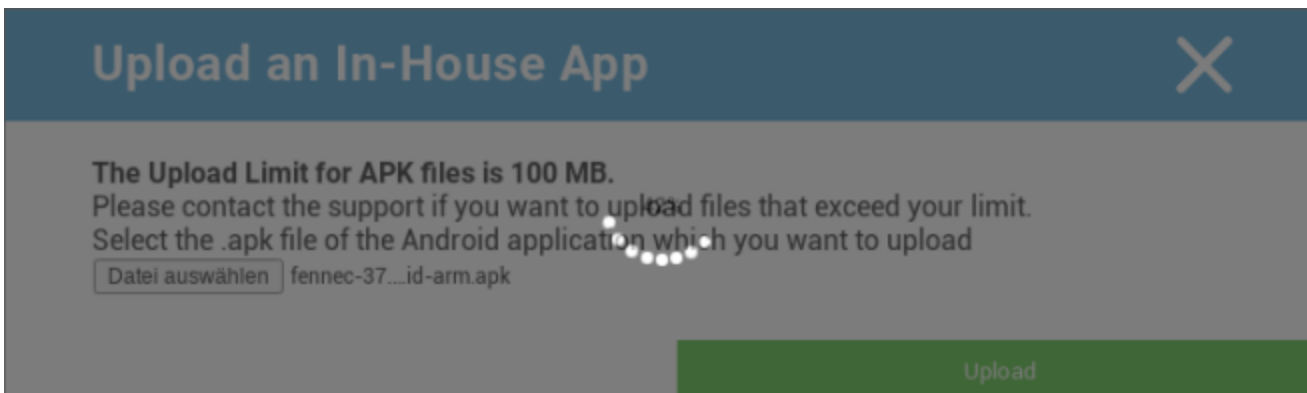 Upload an In-House App
The Upload Limit for APK files is 100 MB.
Please contact the support if you want to upload files that exceed your limit.
Select the .apk file of the Android application which you want to upload
Datei auswählen fennec-37....id-arm.apk
Upload